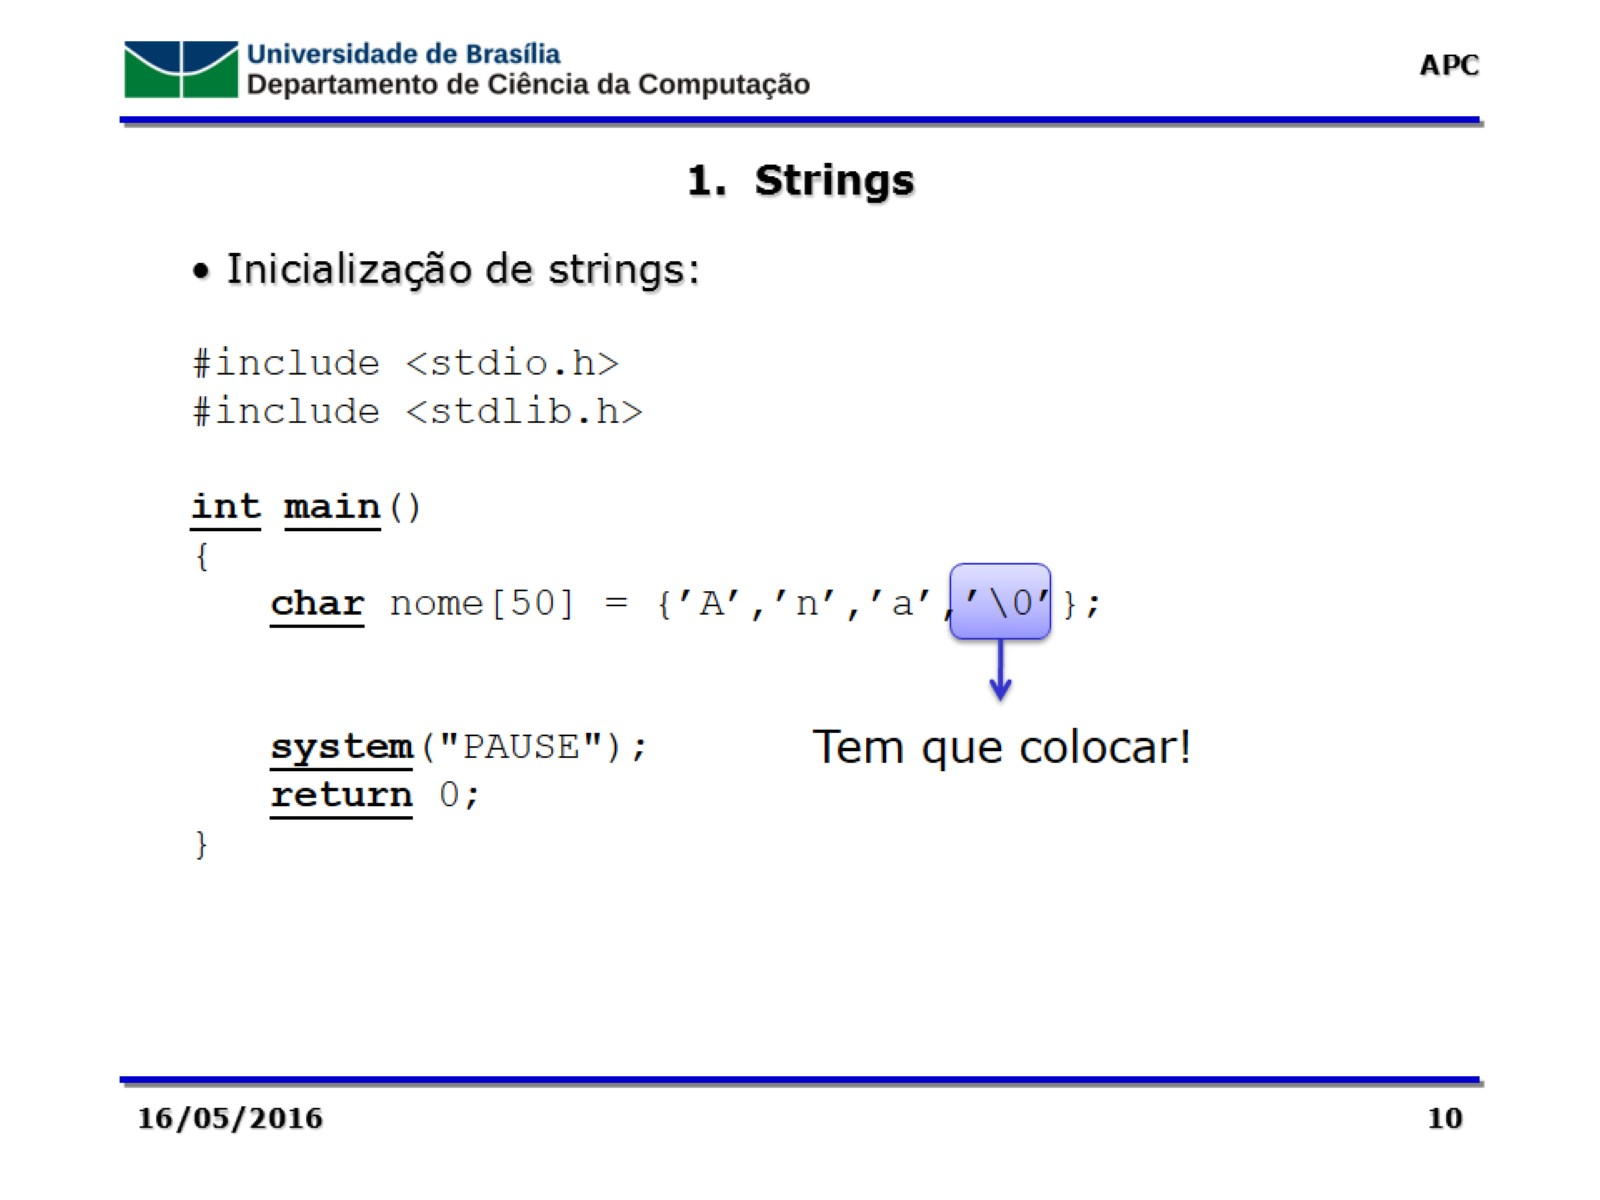 Universidade de Brasília
Departamento de Ciência da Computação
APC
1. Strings
• Inicialização de strings:
#include <stdio.h>
#include <stdlib.h>
int main()
{
char nome[50] = {’A’,’n’,’a’,’\0’};
system("PAUSE");
Tem que colocar!
return 0;
}
16/05/2016
10